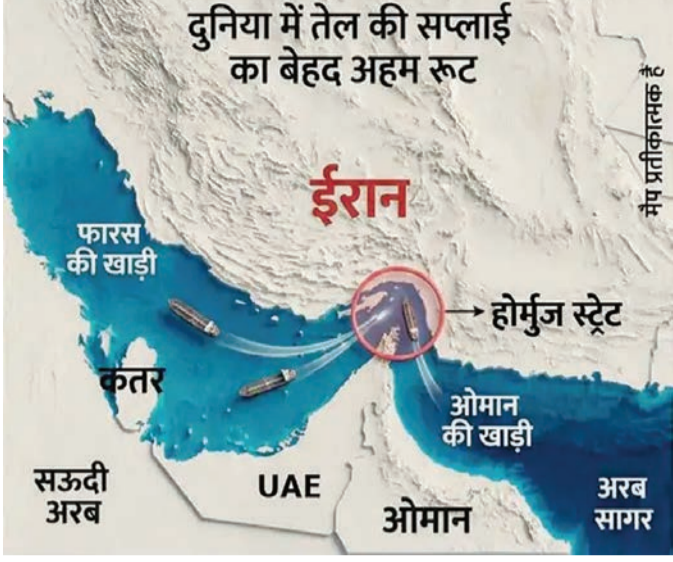 दुनिया में तेल की सप्लाई
का बेहद अहम रूट
मैप प्रतीकात्मक है
ईरान
फारस
की खाड़ी
होर्मुज स्ट्रेट
कतर
ओमान
की खाड़ी
सऊदी
अरब
UAE
ओमान
अरब
सागर